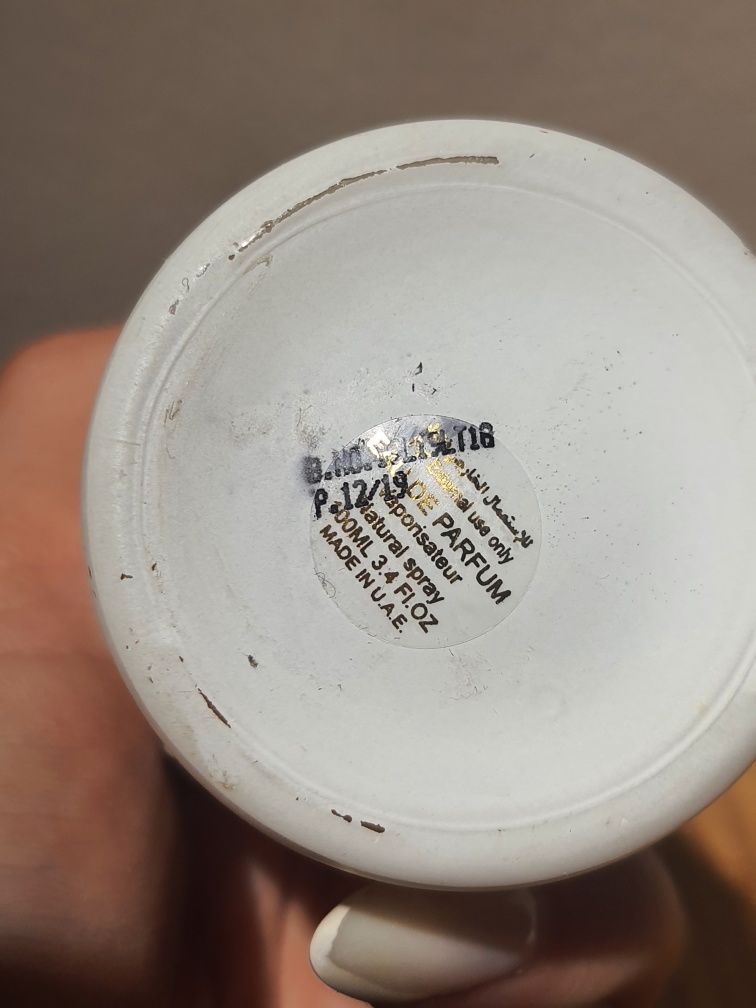 B.NO.
P.12/19
للإستعمال الخارجي
External use only
DE PARFUM
Vaporisateur
Natural spray
100ML 3.4 Fl.OZ
MADE IN U.A.E.